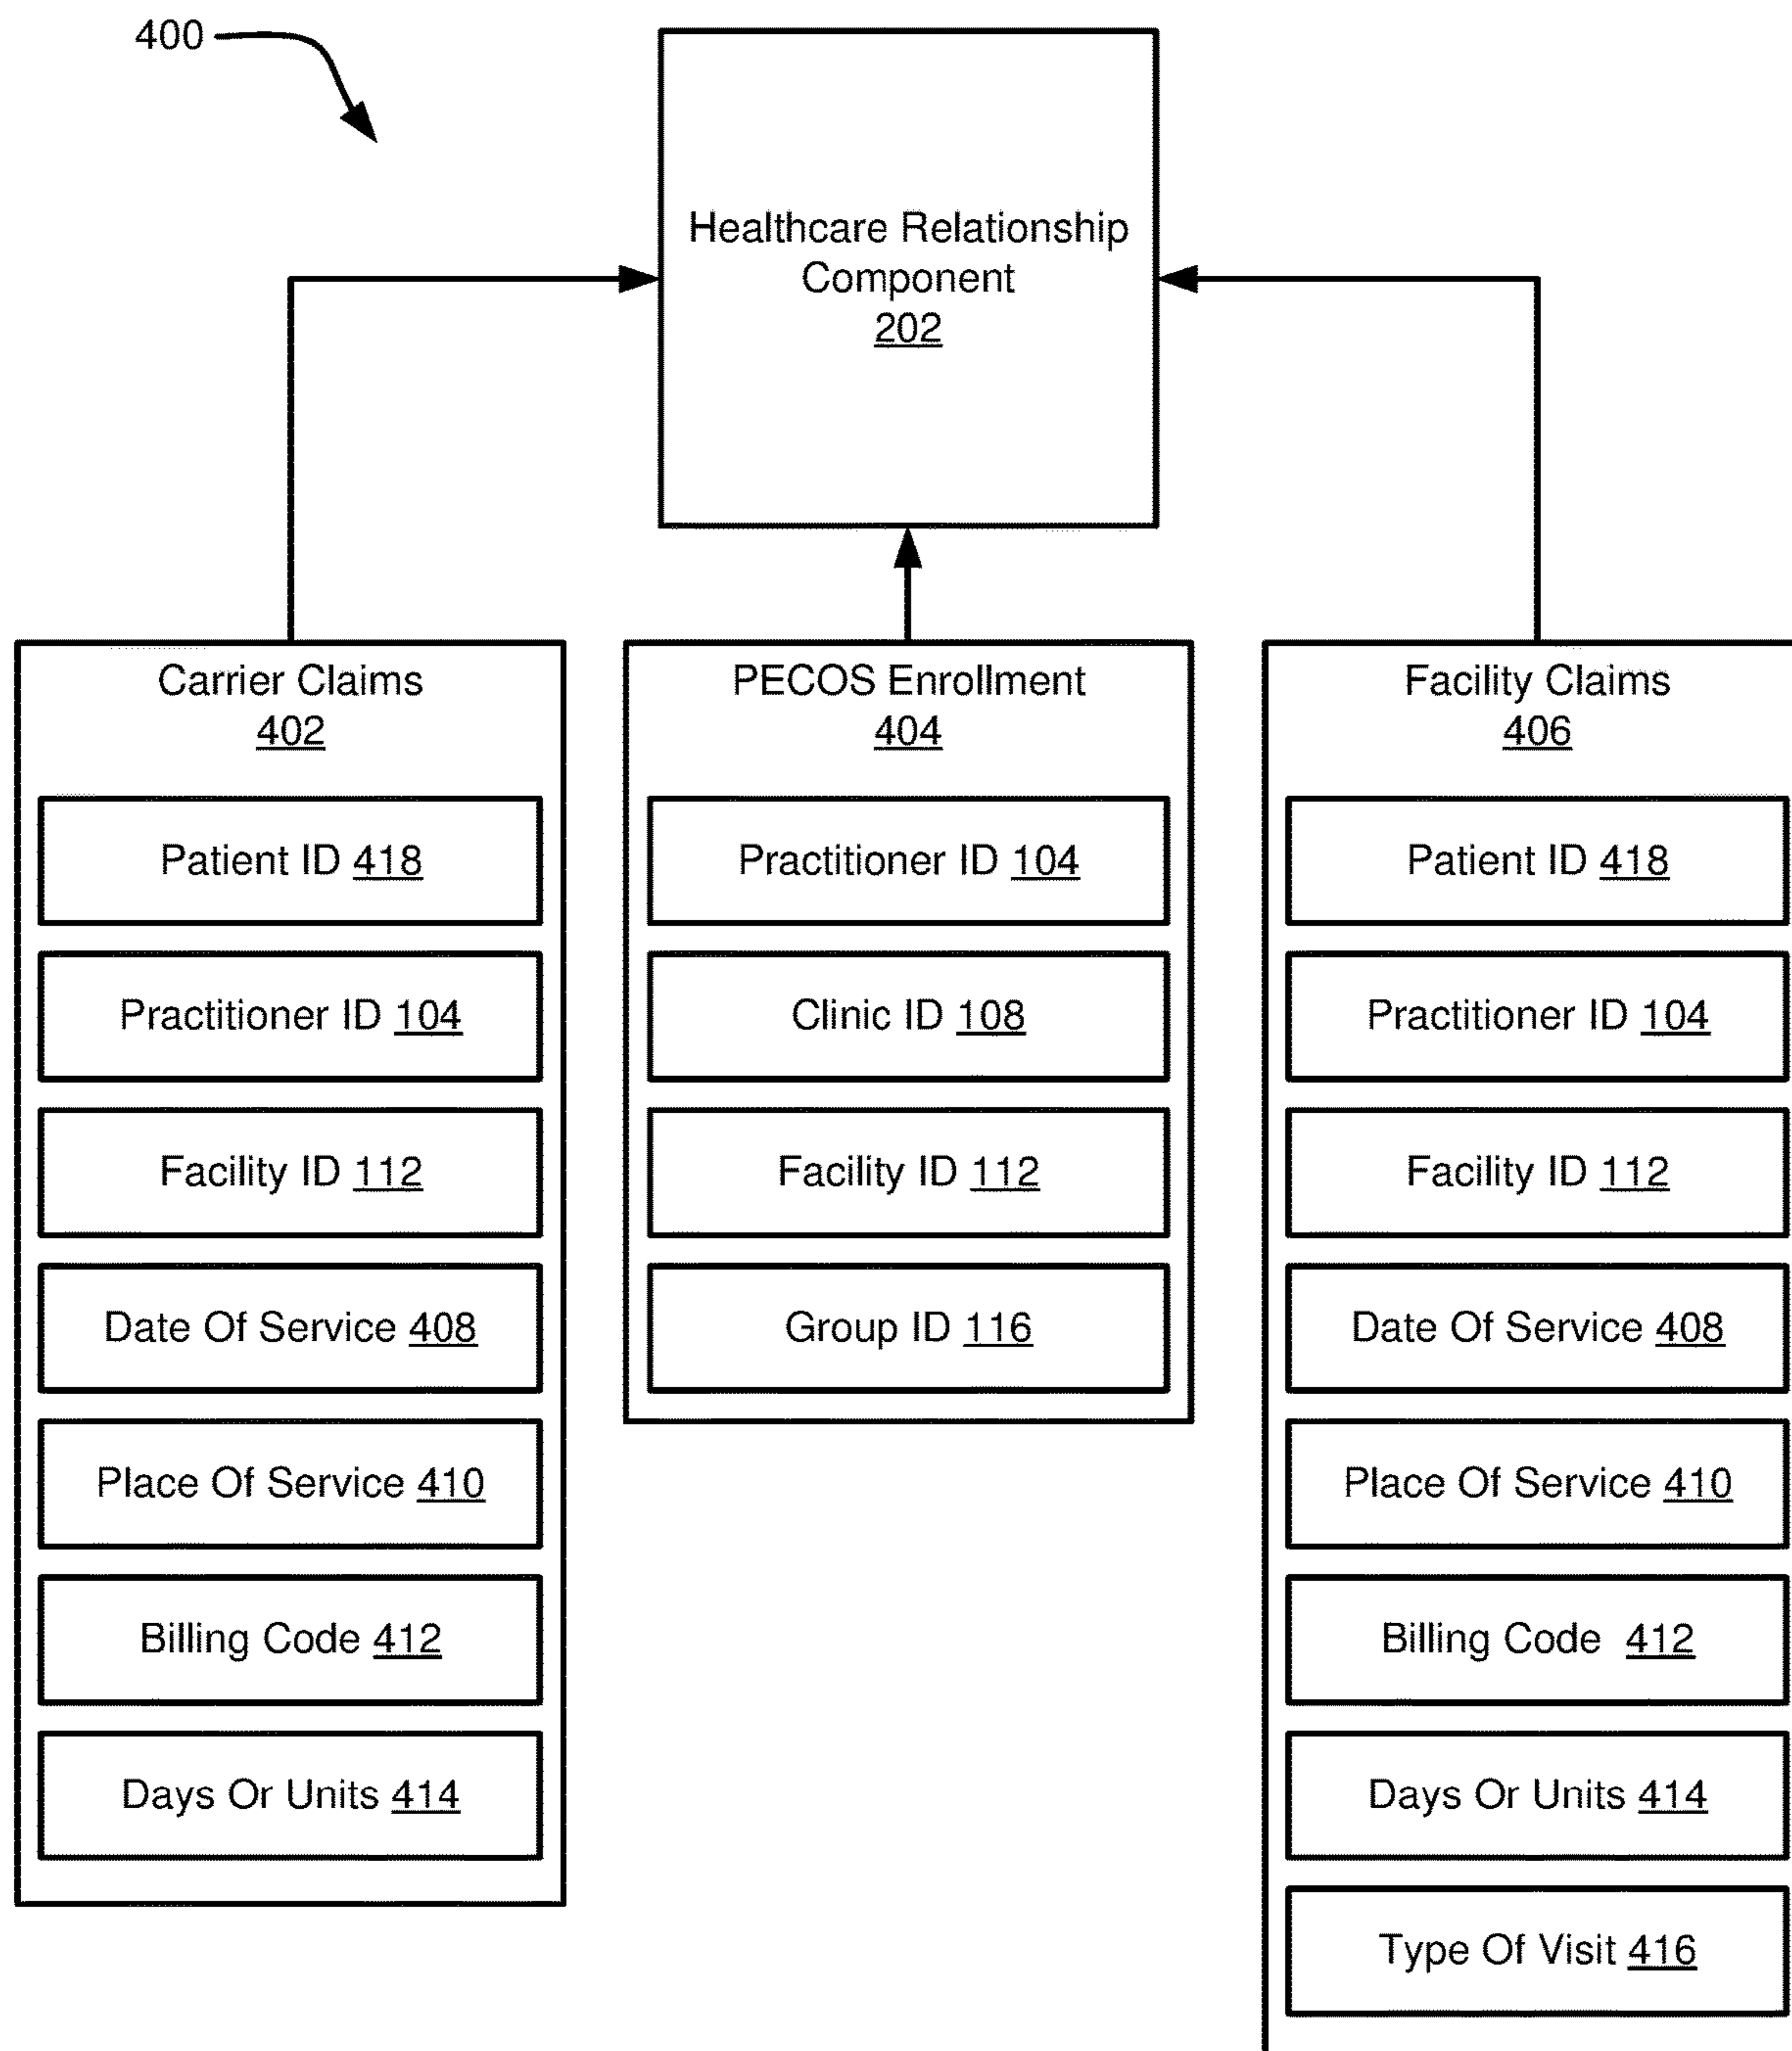 400
Healthcare Relationship
Component
202
Carrier Claims
402
Patient ID 418
Practitioner ID 104
Facility ID 112
Date Of Service 408
Place Of Service 410
Billing Code 412
Days Or Units 414
PECOS Enrollment
404
Practitioner ID 104
Clinic ID 108
Facility ID 112
Group ID 116
Facility Claims
406
Patient ID 418
Practitioner ID 104
Facility ID 112
Date Of Service 408
Place Of Service 410
Billing Code 412
Days Or Units 414
Type Of Visit 416